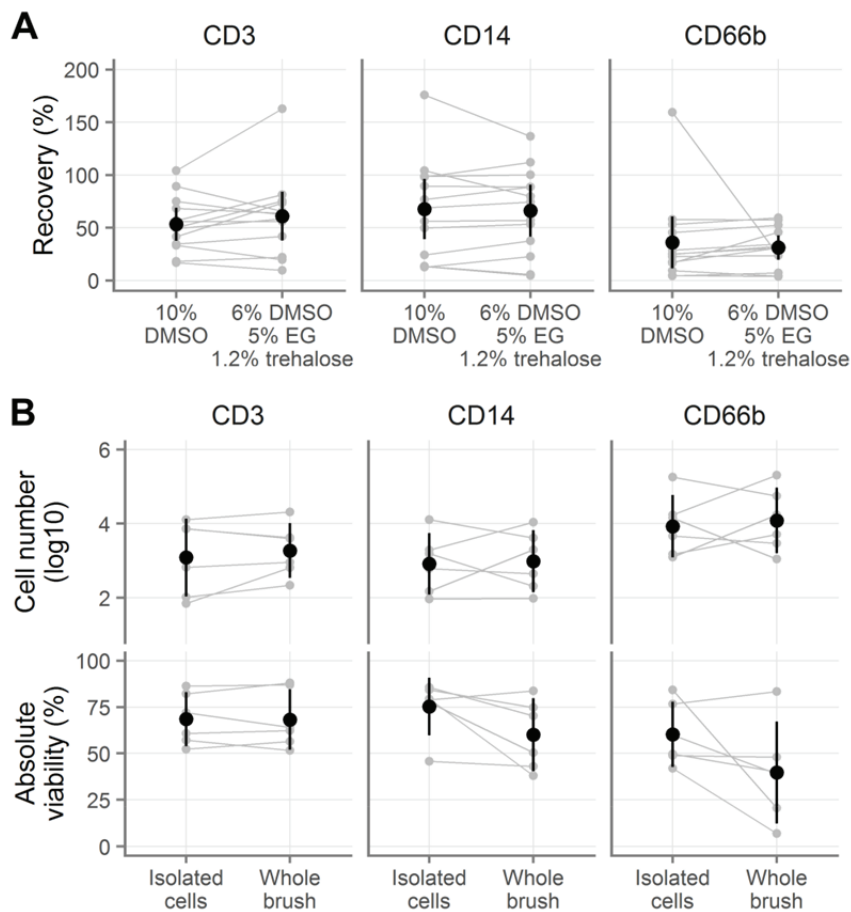 A
CD3 CD14 CD66b
Recovery (%)
200
150
100
50
0
10% DMSO 6% DMSO 5% EG 1.2% trehalose
10% DMSO 6% DMSO 5% EG 1.2% trehalose
10% DMSO 6% DMSO 5% EG 1.2% trehalose
B
CD3 CD14 CD66b
Cell number (log10)
6
4
2
Absolute viability (%)
100
75
50
25
0
Isolated cells Whole brush
Isolated cells Whole brush
Isolated cells Whole brush